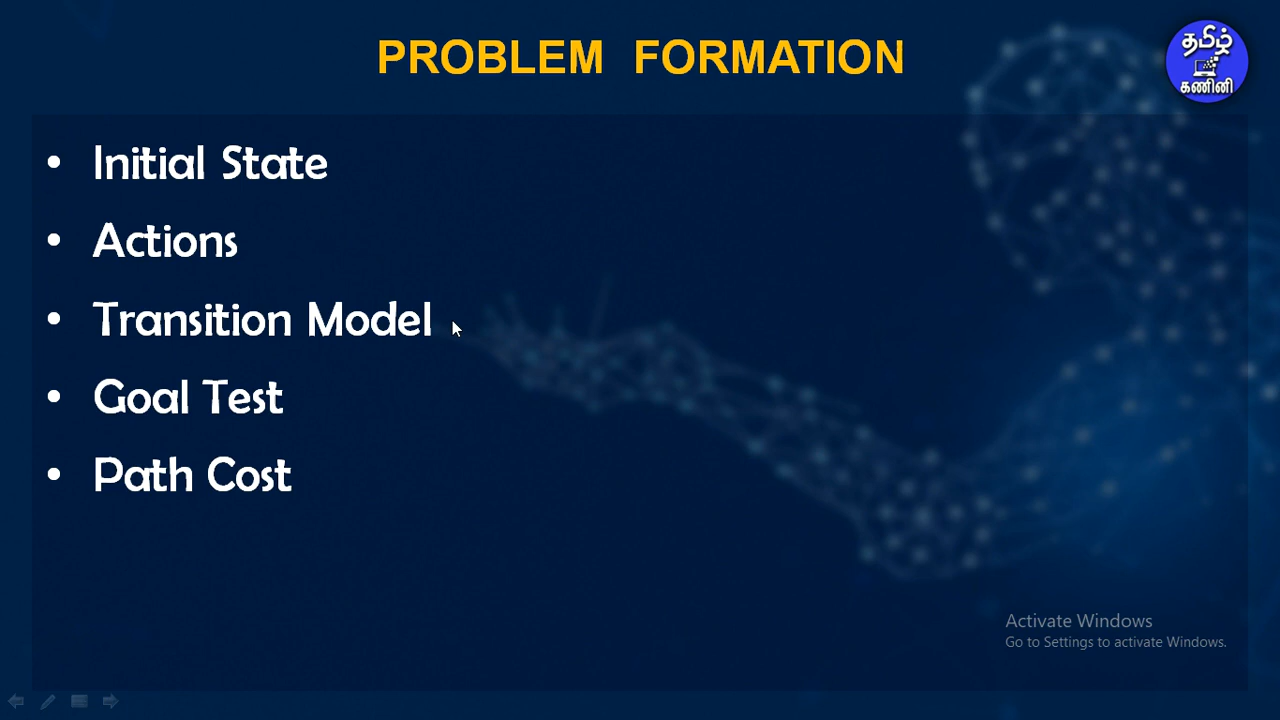 PROBLEM FORMATION
தமிழ்
கணினி
• Initial State
• Actions
• Transition Model
• Goal Test
• Path Cost
Activate Windows
Go to Settings to activate Windows.